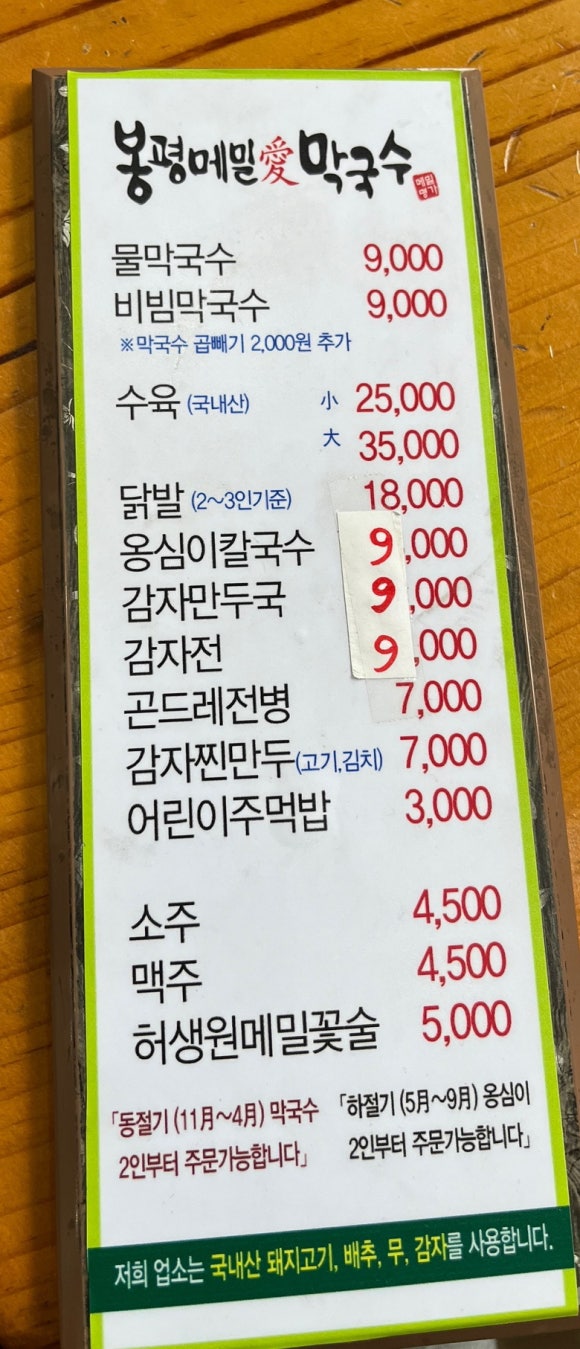 봉평메밀愛막국수 메밀명가
물막국수 9,000
비빔막국수 9,000
※막국수 곱빼기 2,000원 추가
수육 (국내산) 小 25,000
大 35,000
닭발 (2~3인기준) 18,000
옹심이칼국수 9,000
감자만두국 9,000
감자전 9,000
곤드레전병 7,000
감자찐만두(고기,김치) 7,000
어린이주먹밥 3,000
소주 4,500
맥주 4,500
허생원메밀꽃술 5,000
「동절기 (11月~4月) 막국수
2인부터 주문가능합니다」
「하절기 (5月~9月) 옹심이
2인부터 주문가능합니다」
저희 업소는 국내산 돼지고기, 배추, 무, 감자를 사용합니다.